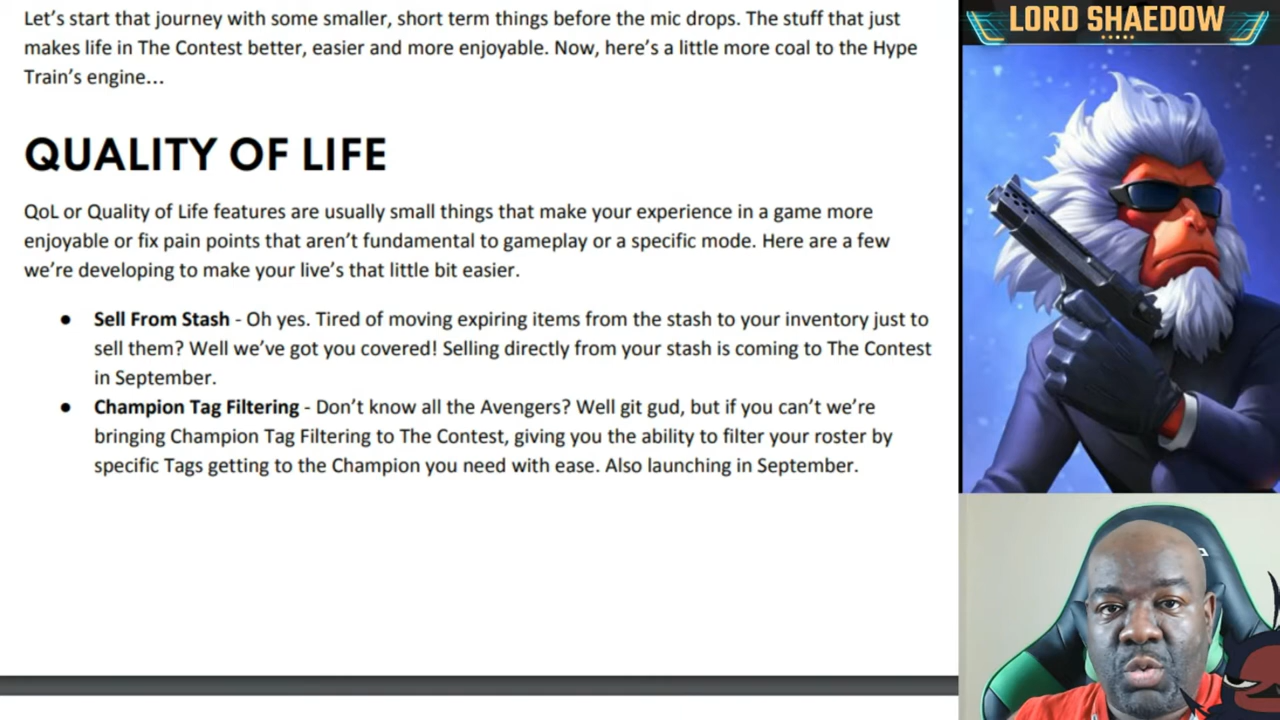 Let's start that journey with some smaller, short term things before the mic drops. The stuff that just
makes life in The Contest better, easier and more enjoyable. Now, here's a little more coal to the Hype
Train's engine…
QUALITY OF LIFE
QoL or Quality of Life features are usually small things that make your experience in a game more
enjoyable or fix pain points that aren't fundamental to gameplay or a specific mode. Here are a few
we're developing to make your live's that little bit easier.
● Sell From Stash - Oh yes. Tired of moving expiring items from the stash to your inventory just to
sell them? Well we've got you covered! Selling directly from your stash is coming to The Contest
in September.
● Champion Tag Filtering - Don't know all the Avengers? Well git gud, but if you can't we're
bringing Champion Tag Filtering to The Contest, giving you the ability to filter your roster by
specific Tags getting to the Champion you need with ease. Also launching in September.
LORD SHAEDOW